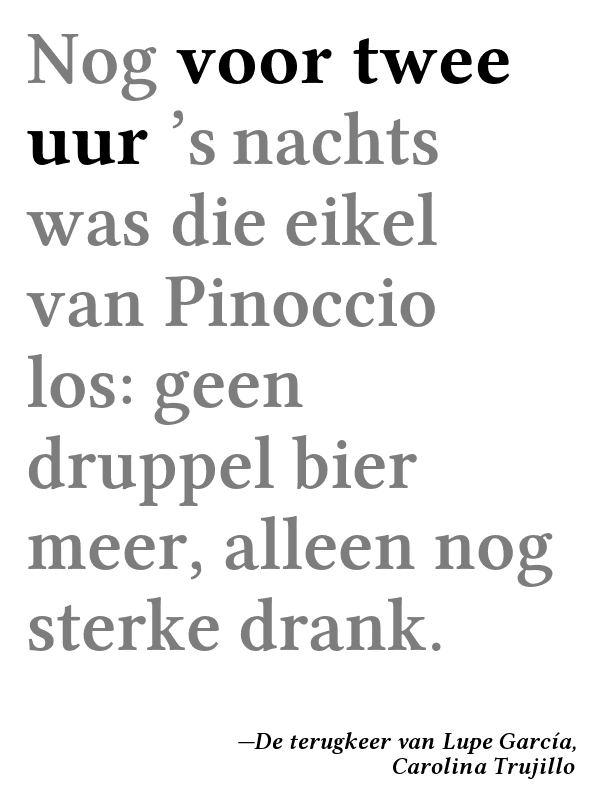 Nog voor twee
uur ’s nachts
was die eikel
van Pinoccio
los: geen
druppel bier
meer, alleen nog
sterke drank.
—De terugkeer van Lupe García,
Carolina Trujillo